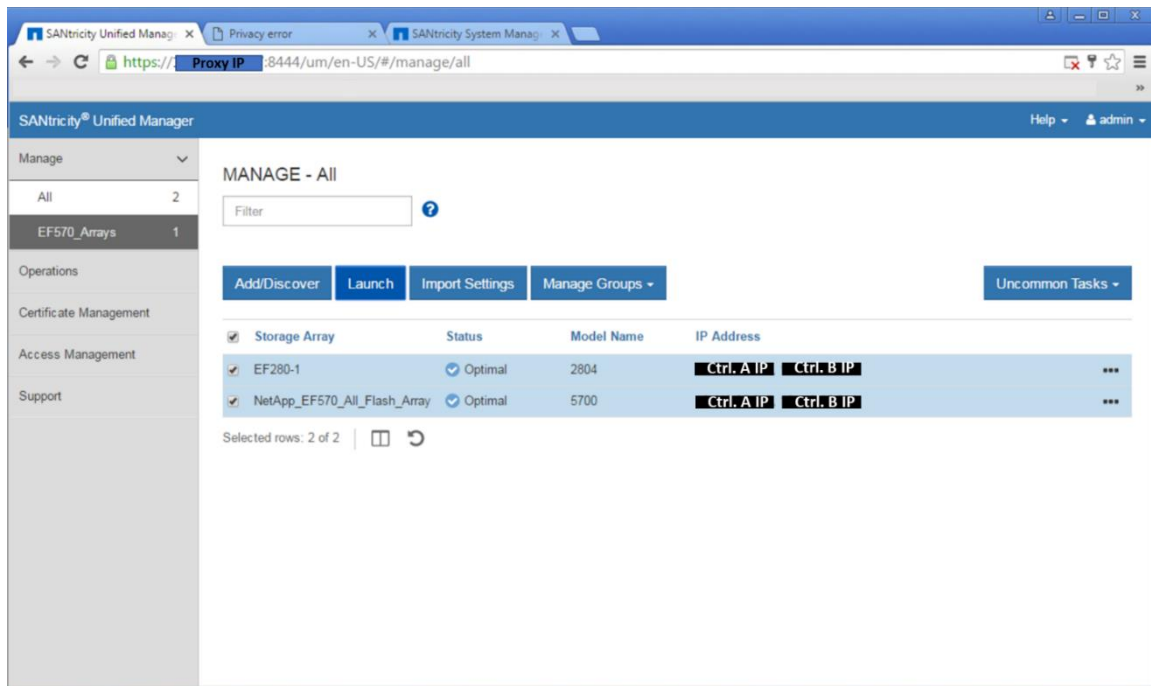 SANtricity Unified Manag
Privacy error
SANtricity System Manag
https:// Proxy IP :8444/um/en-US/#/manage/all
»
SANtricity® Unified Manager
Help
admin
Manage
All 2
EF570_Arrays 1
Operations
Certificate Management
Access Management
Support
MANAGE - All
Filter
?
Add/Discover Launch Import Settings Manage Groups Uncommon Tasks
Storage Array Status Model Name IP Address
EF280-1 Optimal 2804 Ctrl. A IP Ctrl. B IP
NetApp_EF570_All_Flash_Array Optimal 5700 Ctrl. A IP Ctrl. B IP
Selected rows: 2 of 2